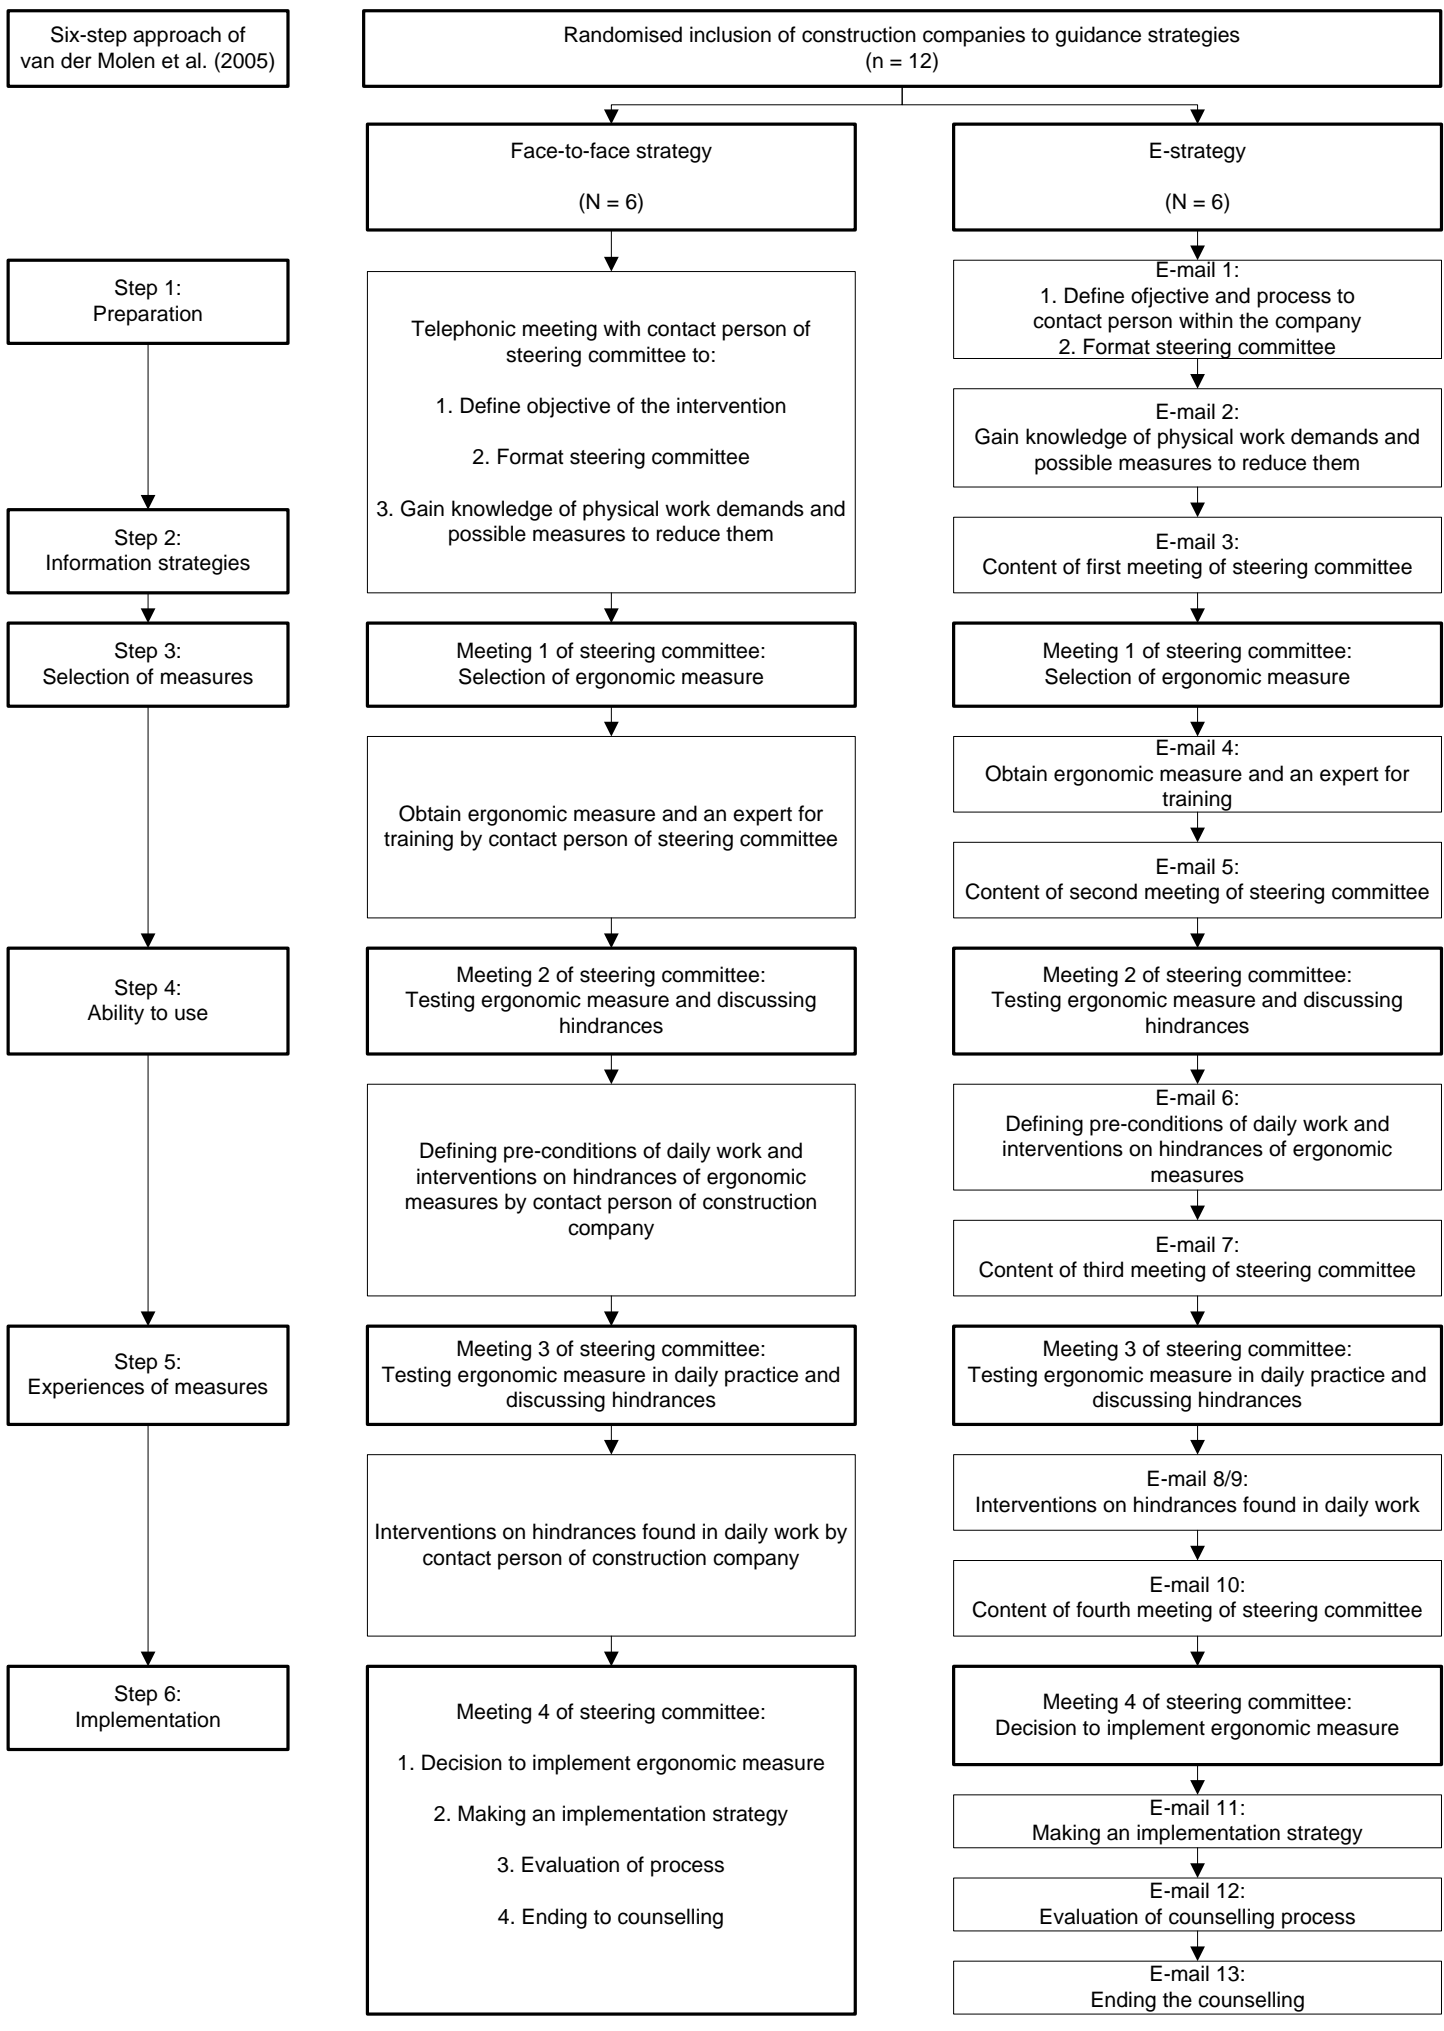 Six-step approach of
van der Molen et al. (2005)
Randomised inclusion of construction companies to guidance strategies
(n = 12)
Face-to-face strategy
(N = 6)
E-strategy
(N = 6)
Step 1:
Preparation
Telephonic meeting with contact person of
steering committee to:
1. Define objective of the intervention
2. Format steering committee
3. Gain knowledge of physical work demands and
possible measures to reduce them
E-mail 1:
1. Define ofjective and process to
contact person within the company
2. Format steering committee
E-mail 2:
Gain knowledge of physical work demands and
possible measures to reduce them
Step 2:
Information strategies
E-mail 3:
Content of first meeting of steering committee
Step 3:
Selection of measures
Meeting 1 of steering committee:
Selection of ergonomic measure
Meeting 1 of steering committee:
Selection of ergonomic measure
Obtain ergonomic measure and an expert for
training by contact person of steering committee
E-mail 4:
Obtain ergonomic measure and an expert for
training
E-mail 5:
Content of second meeting of steering committee
Step 4:
Ability to use
Meeting 2 of steering committee:
Testing ergonomic measure and discussing
hindrances
Meeting 2 of steering committee:
Testing ergonomic measure and discussing
hindrances
Defining pre-conditions of daily work and
interventions on hindrances of ergonomic
measures by contact person of construction
company
E-mail 6:
Defining pre-conditions of daily work and
interventions on hindrances of ergonomic
measures
E-mail 7:
Content of third meeting of steering committee
Step 5:
Experiences of measures
Meeting 3 of steering committee:
Testing ergonomic measure in daily practice and
discussing hindrances
Meeting 3 of steering committee:
Testing ergonomic measure in daily practice and
discussing hindrances
Interventions on hindrances found in daily work by
contact person of construction company
E-mail 8/9:
Interventions on hindrances found in daily work
E-mail 10:
Content of fourth meeting of steering committee
Step 6:
Implementation
Meeting 4 of steering committee:
1. Decision to implement ergonomic measure
2. Making an implementation strategy
3. Evaluation of process
4. Ending to counselling
Meeting 4 of steering committee:
Decision to implement ergonomic measure
E-mail 11:
Making an implementation strategy
E-mail 12:
Evaluation of counselling process
E-mail 13:
Ending the counselling